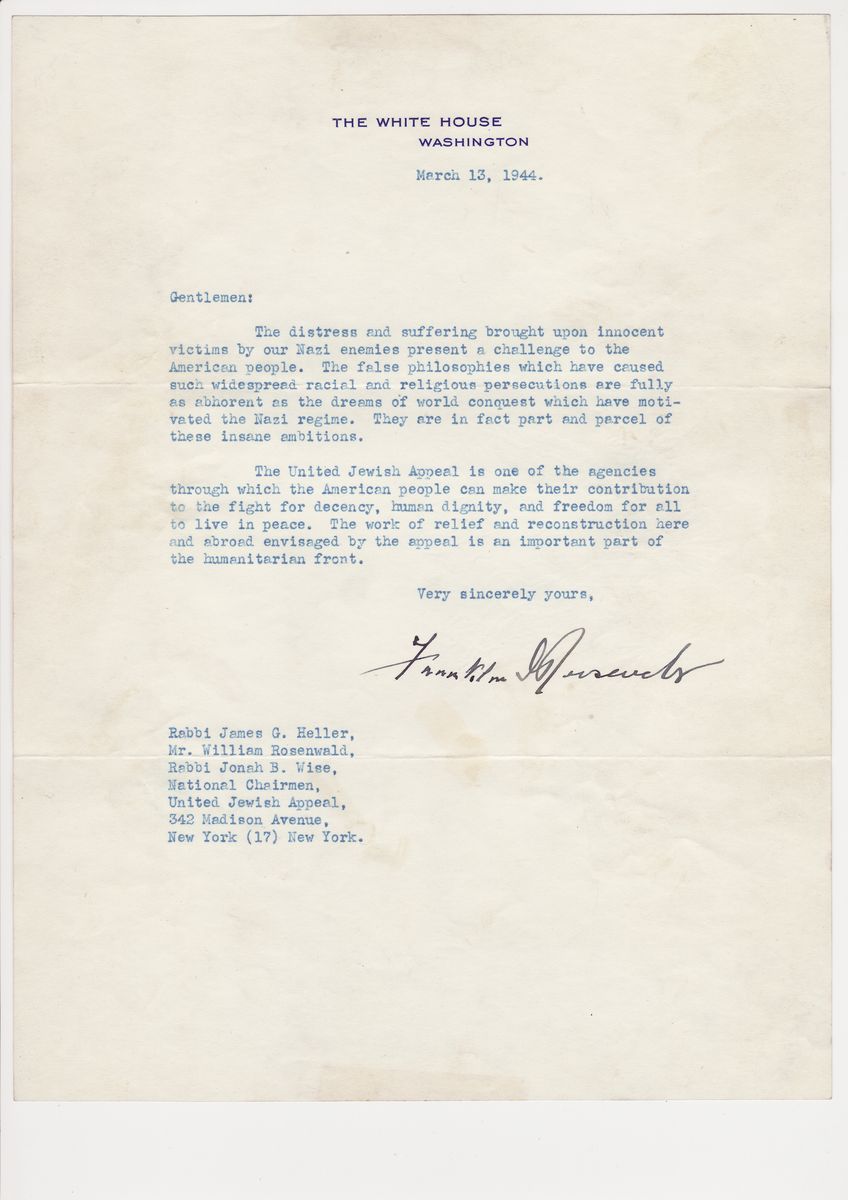 THE WHITE HOUSE
WASHINGTON
March 13, 1944.
Gentlemen:
The distress and suffering brought upon innocent
victims by our Nazi enemies present a challenge to the
American people. The false philosophies which have caused
such widespread racial and religious persecutions are fully
as abhorent as the dreams of world conquest which have moti-
vated the Nazi regime. They are in fact part and parcel of
these insane ambitions.
The United Jewish Appeal is one of the agencies
through which the American people can make their contribution
to the fight for decency, human dignity, and freedom for all
to live in peace. The work of relief and reconstruction here
and abroad envisaged by the appeal is an important part of
the humanitarian front.
Very sincerely yours,
Franklin D Roosevelt
Rabbi James G. Heller,
Mr. William Rosenwald,
Rabbi Jonah B. Wise,
National Chairmen,
United Jewish Appeal,
342 Madison Avenue,
New York (17) New York.